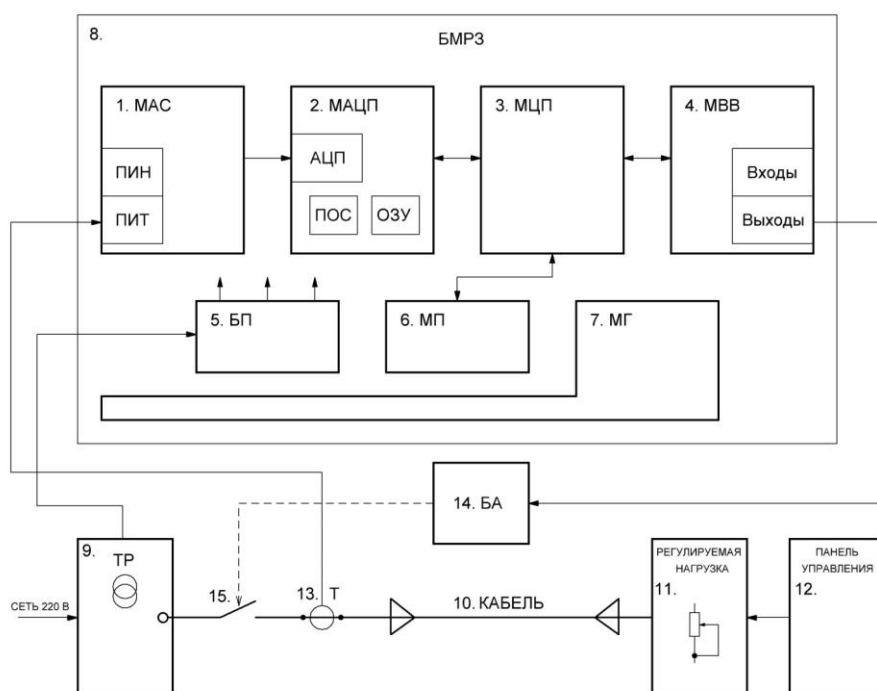 8.
БМРЗ
1. МАС
2. МАЦП
3. МЦП
4. МВВ
ПИН
ПИТ
АЦП
ПОС
ОЗУ
Входы
Выходы
5. БП
6. МП
7. МГ
14. БА
9.
ТР
СЕТЬ 220 В
15.
13. Т
10. КАБЕЛЬ
РЕГУЛИРУЕМАЯ
НАГРУЗКА
11.
ПАНЕЛЬ
УПРАВЛЕНИЯ
12.